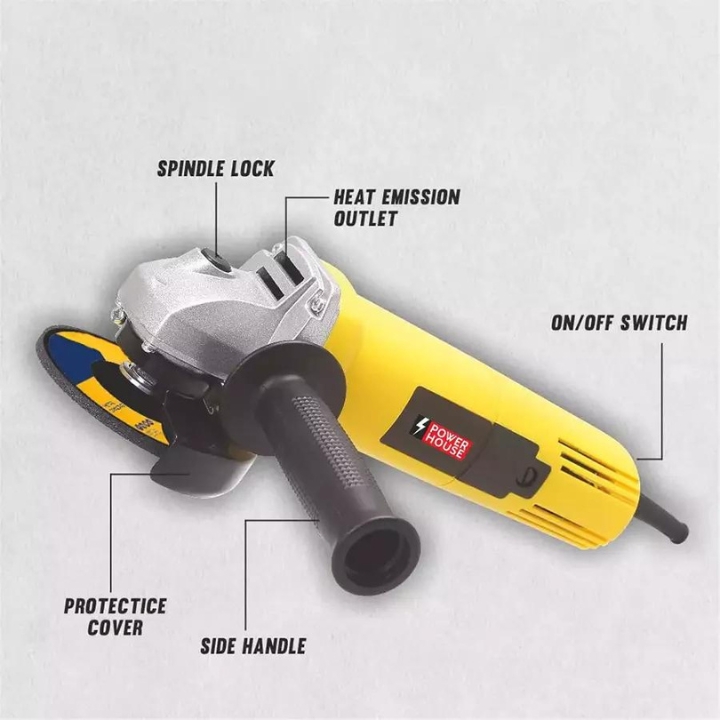 SPINDLE LOCK
HEAT EMISSION
OUTLET
ON/OFF SWITCH
POWER
HOUSE
PROTECTICE
COVER
SIDE HANDLE